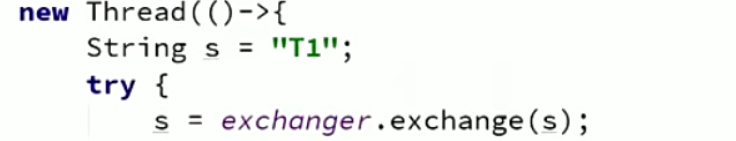 new Thread(()->{
String s = "T1";
try {
s = exchanger.exchange(s);